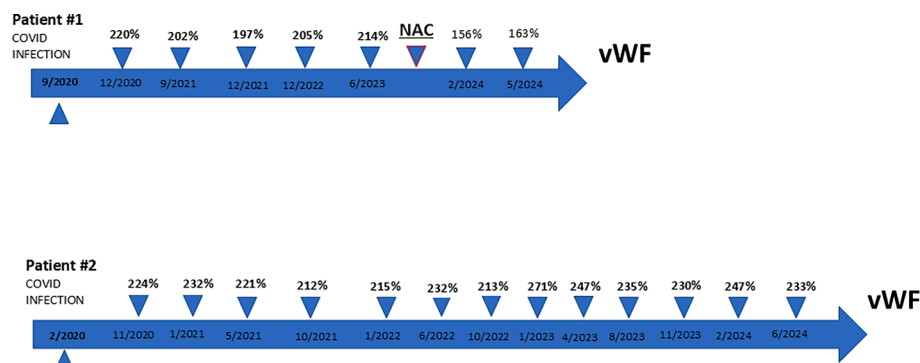 Patient #1
COVID
INFECTION
220% 202% 197% 205% 214% NAC 156% 163%
vWF
9/2020 12/2020 9/2021 12/2021 12/2022 6/2023 2/2024 5/2024
Patient #2
COVID
INFECTION
224% 232% 221% 212% 215% 232% 213% 271% 247% 235% 230% 247% 233%
vWF
2/2020 11/2020 1/2021 5/2021 10/2021 1/2022 6/2022 10/2022 1/2023 4/2023 8/2023 11/2023 2/2024 6/2024